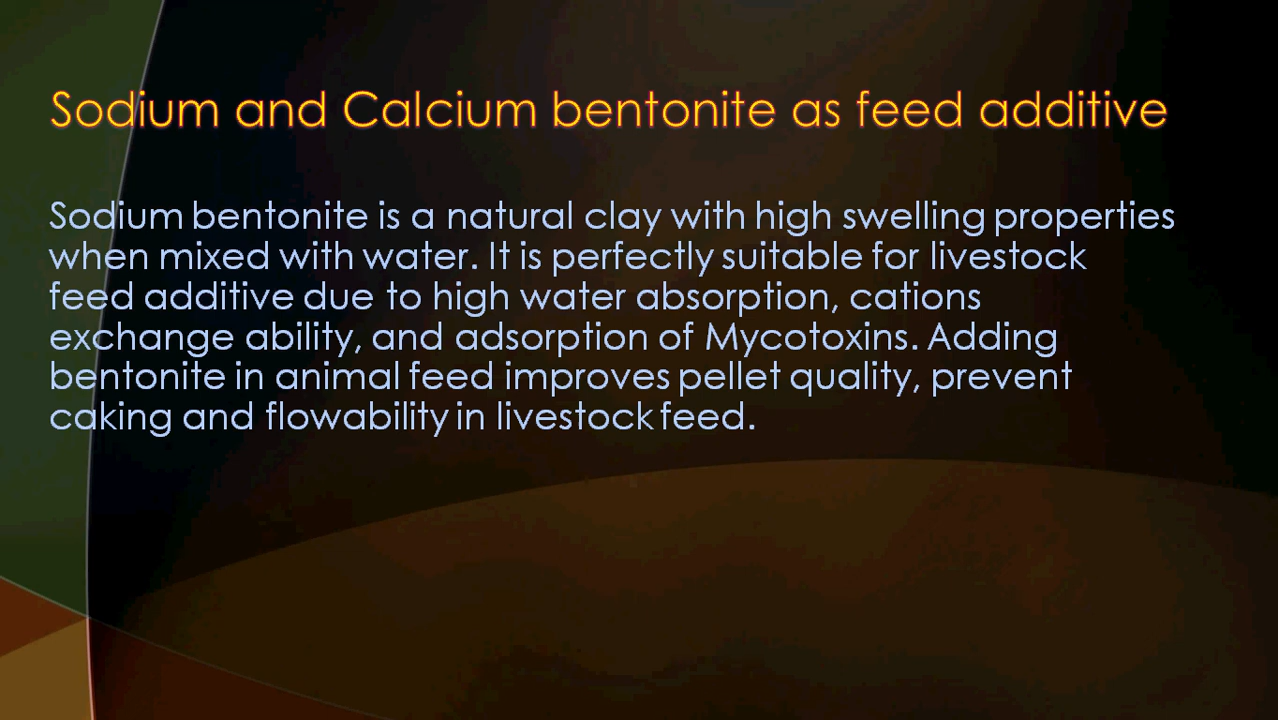 Sodium and Calcium bentonite as feed additive
Sodium bentonite is a natural clay with high swelling properties
when mixed with water. It is perfectly suitable for livestock
feed additive due to high water absorption, cations
exchange ability, and adsorption of Mycotoxins. Adding
bentonite in animal feed improves pellet quality, prevent
caking and flowability in livestock feed.